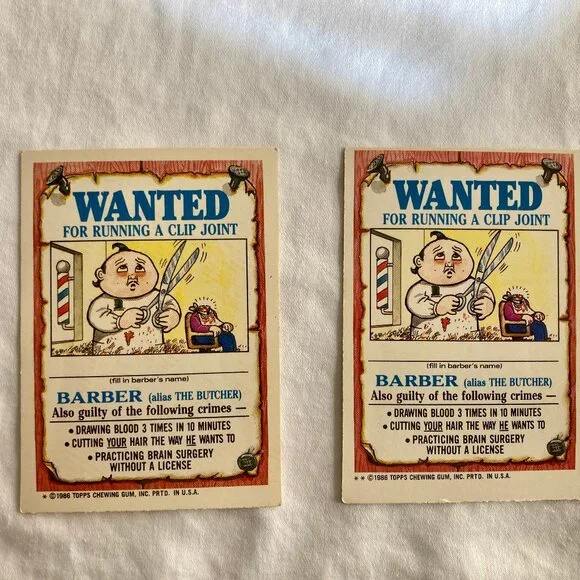 WANTED
FOR RUNNING A CLIP JOINT
(fill in barber's name)
BARBER (alias THE BUTCHER)
Also guilty of the following crimes —
• DRAWING BLOOD 3 TIMES IN 10 MINUTES
• CUTTING YOUR HAIR THE WAY HE WANTS TO
• PRACTICING BRAIN SURGERY
WITHOUT A LICENSE
* ©1986 TOPPS CHEWING GUM, INC. PRTD. IN U.S.A.
WANTED
FOR RUNNING A CLIP JOINT
(fill in barber's name)
BARBER (alias THE BUTCHER)
Also guilty of the following crimes —
• DRAWING BLOOD 3 TIMES IN 10 MINUTES
• CUTTING YOUR HAIR THE WAY HE WANTS TO
• PRACTICING BRAIN SURGERY
WITHOUT A LICENSE
* * ©1986 TOPPS CHEWING GUM, INC. PRTD. IN U.S.A.